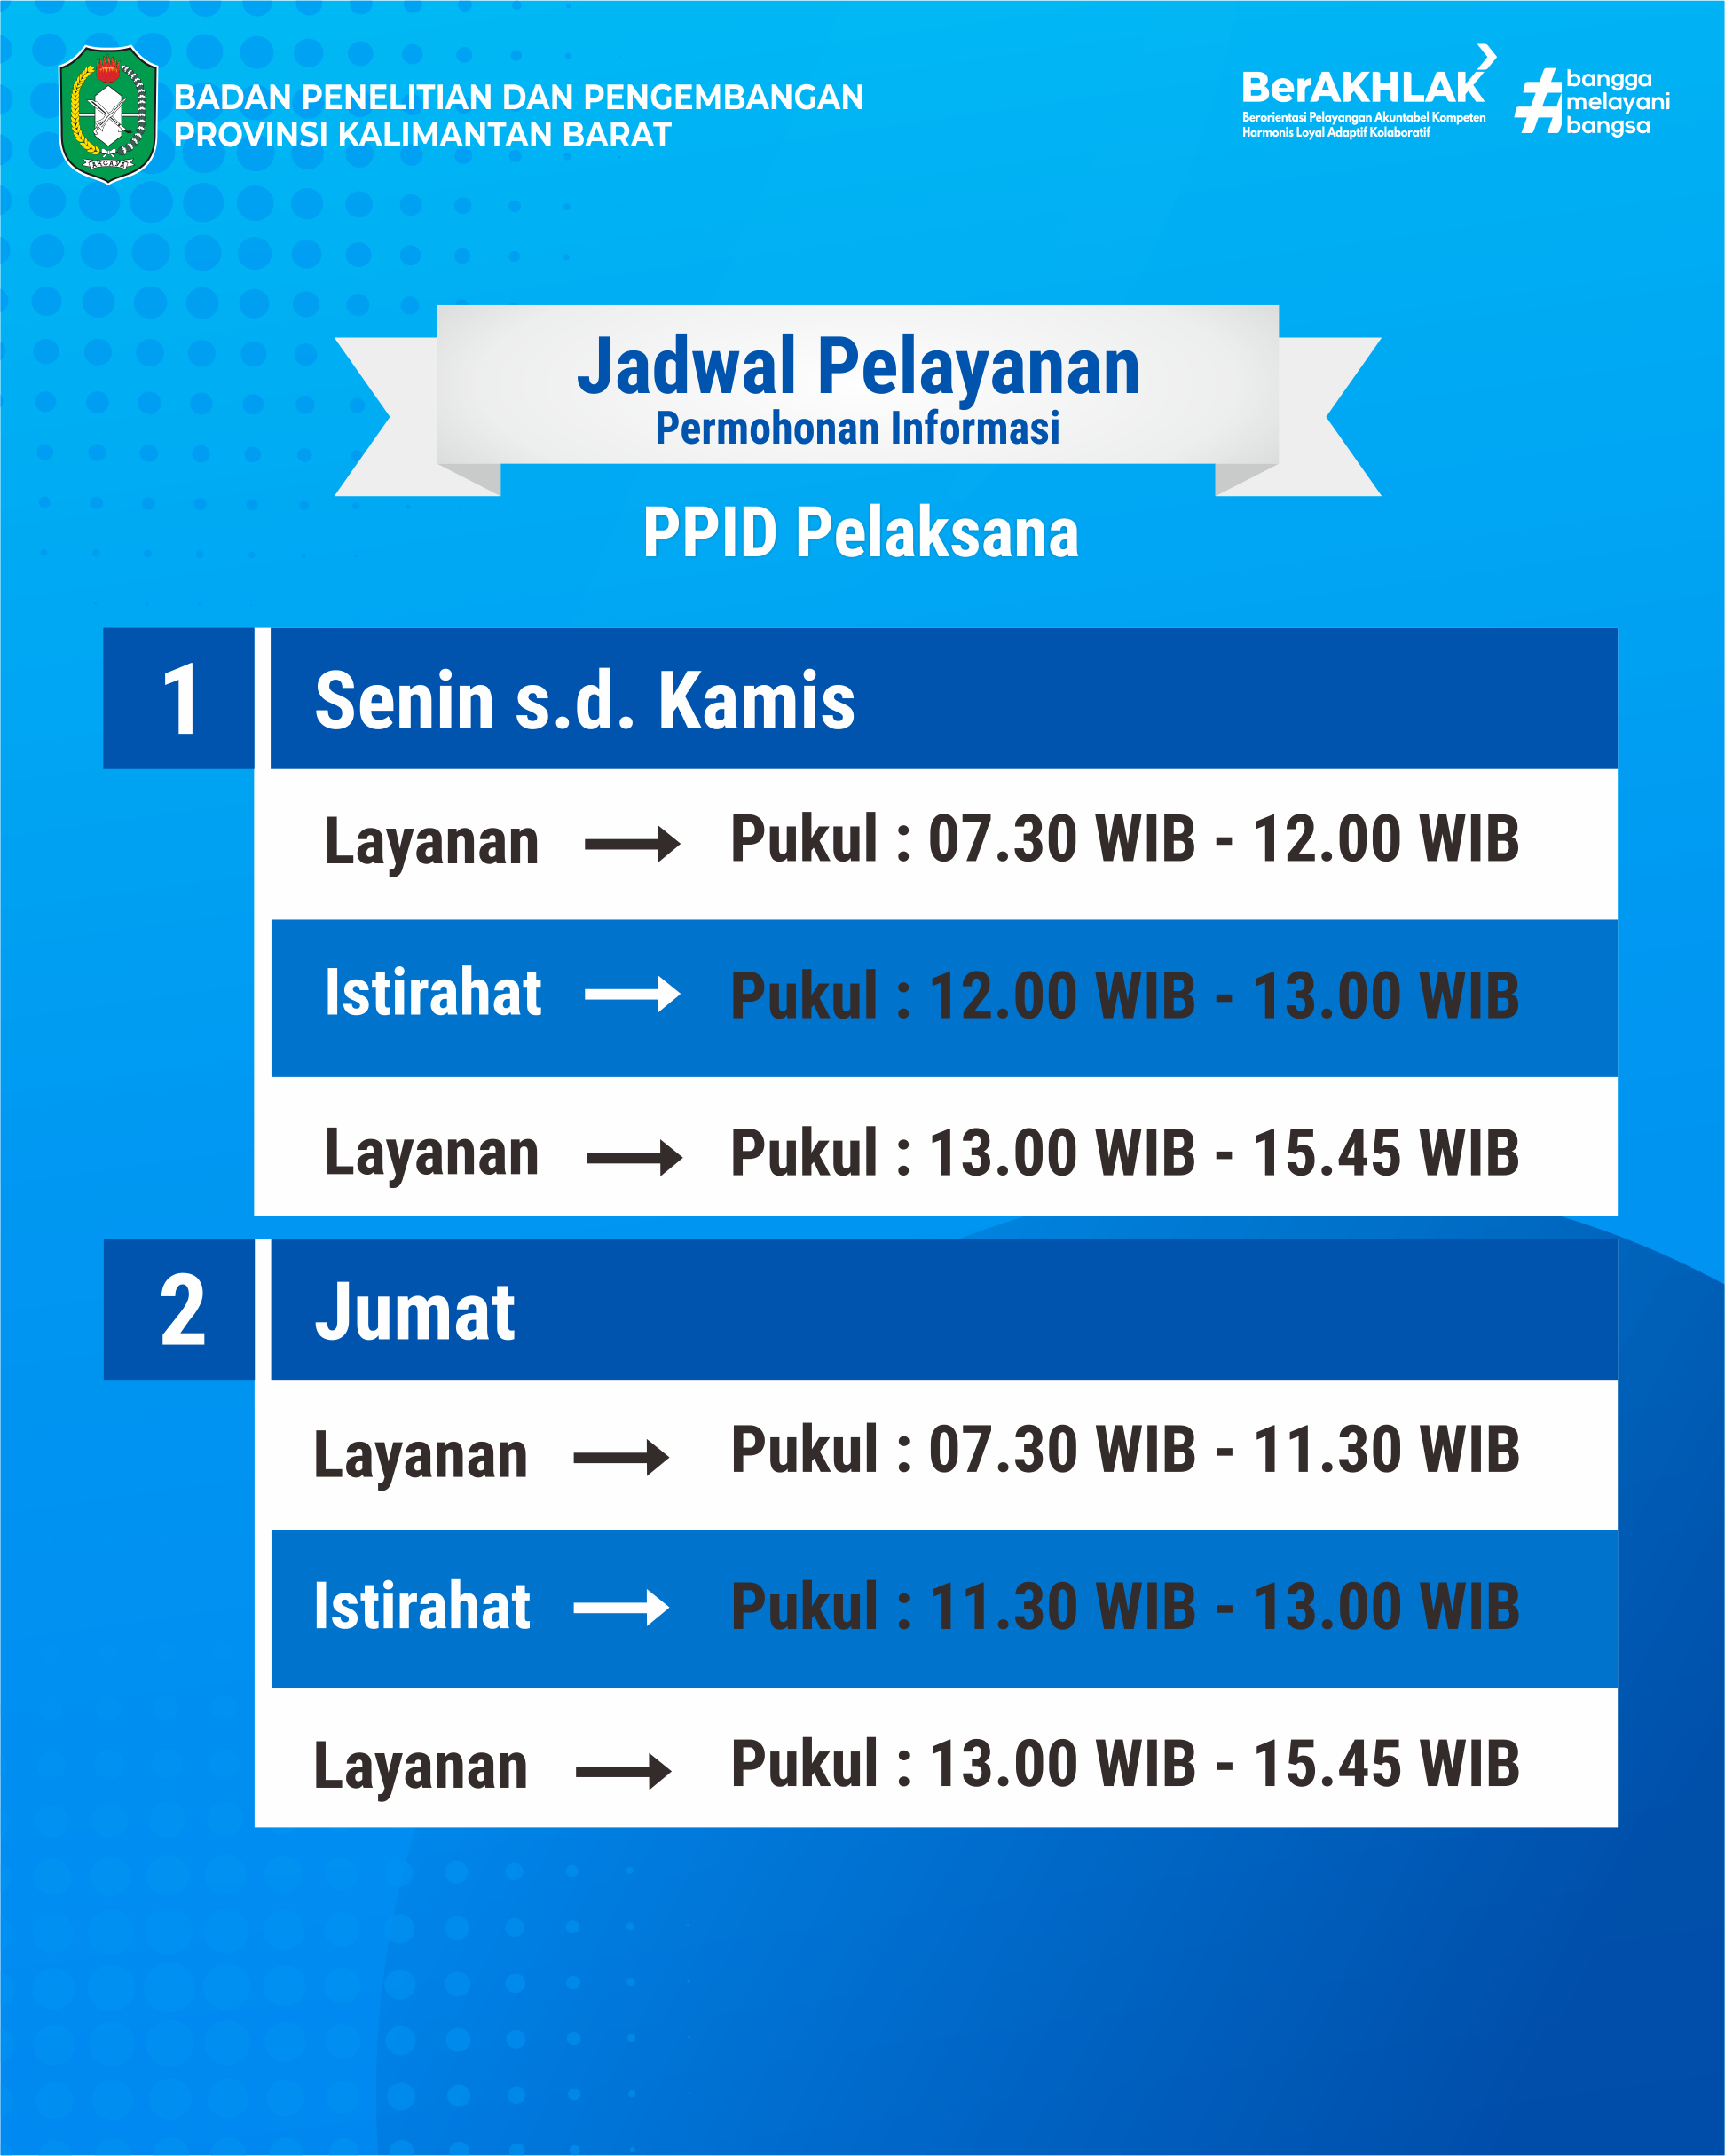 BADAN PENELITIAN DAN PENGEMBANGAN
PROVINSI KALIMANTAN BARAT
AKCAYA
BerAKHLAK
Berorientasi Pelayangan Akuntabel Kompeten
Harmonis Loyal Adaptif Kolaboratif
#bangga
melayani
bangsa
Jadwal Pelayanan
Permohonan Informasi
PPID Pelaksana
1 Senin s.d. Kamis
Layanan → Pukul : 07.30 WIB - 12.00 WIB
Istirahat → Pukul : 12.00 WIB - 13.00 WIB
Layanan → Pukul : 13.00 WIB - 15.45 WIB
2 Jumat
Layanan → Pukul : 07.30 WIB - 11.30 WIB
Istirahat → Pukul : 11.30 WIB - 13.00 WIB
Layanan → Pukul : 13.00 WIB - 15.45 WIB